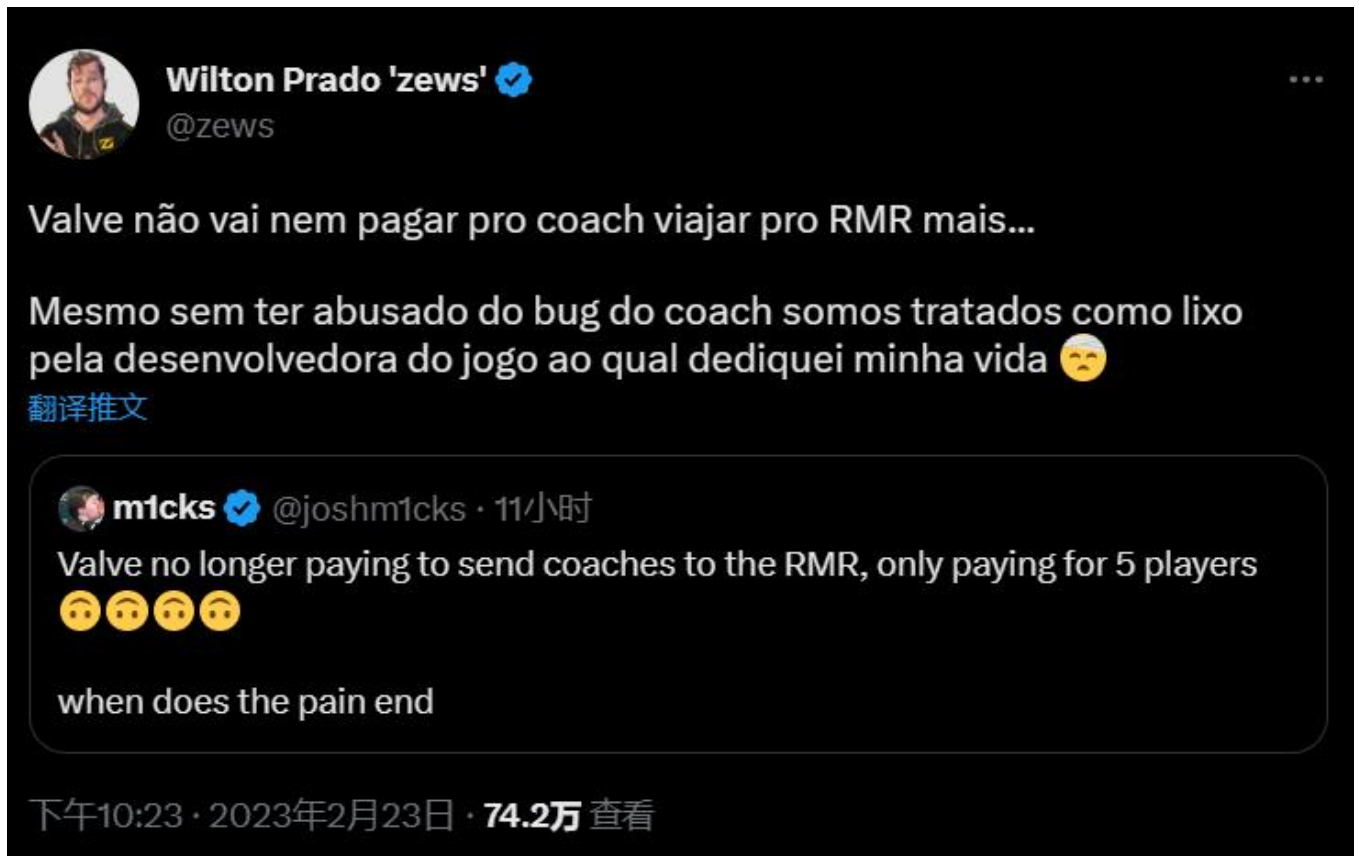 Wilton Prado 'zews'
@zews
Valve não vai nem pagar pro coach viajar pro RMR mais...
Mesmo sem ter abusado do bug do coach somos tratados como lixo
pela desenvolvedora do jogo ao qual dediquei minha vida 🤕
翻译推文
m1cks @joshm1cks · 11小时
Valve no longer paying to send coaches to the RMR, only paying for 5 players
🙃🙃🙃🙃
when does the pain end
下午10:23 · 2023年2月23日 · 74.2万 查看